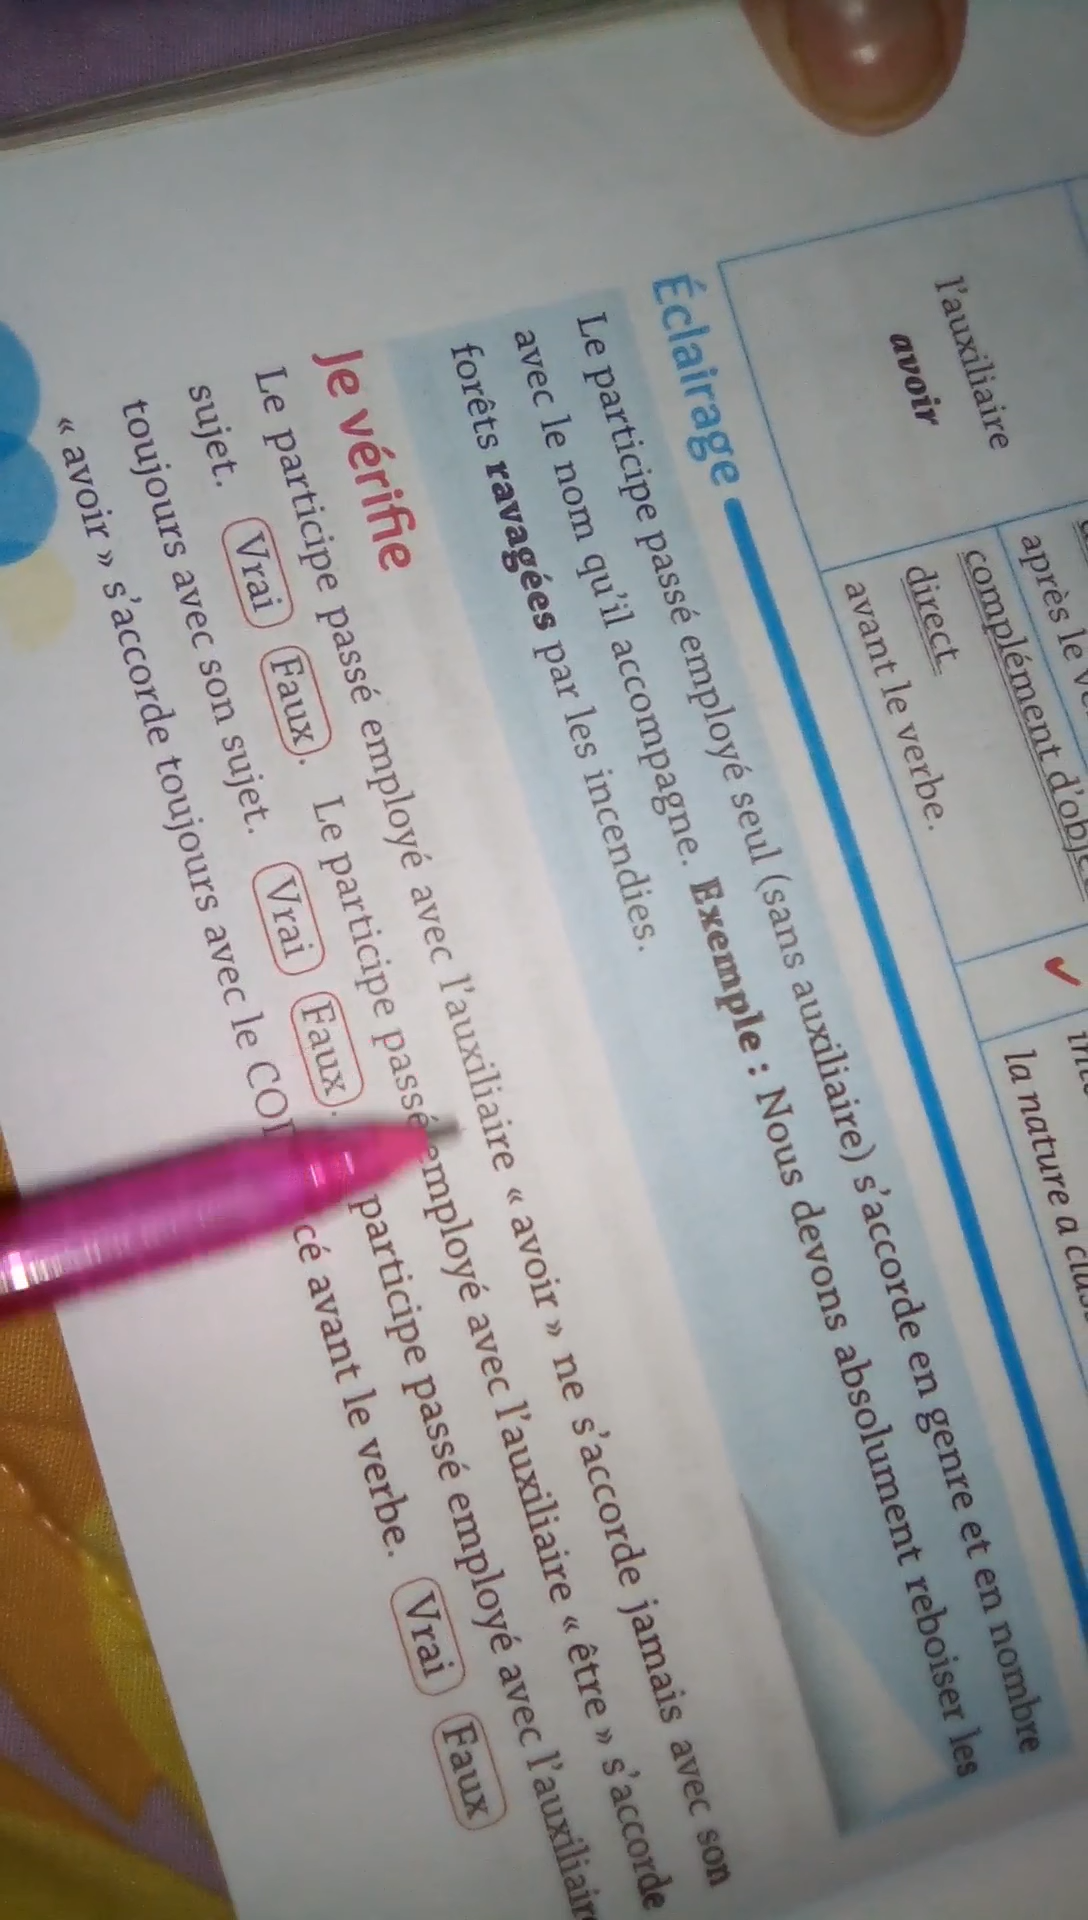 l'auxiliaire
avoir
après le
complément d'obje
direct
avant le verbe.
✓
la nature a
Éclairage
Le participe passé employé seul (sans auxiliaire) s'accorde en genre et en nombre
avec le nom qu'il accompagne. Exemple : Nous devons absolument reboiser les
forêts ravagées par les incendies.
Je vérifie
Le participe passé employé avec l'auxiliaire « avoir » ne s'accorde jamais avec son
sujet. Vrai Faux. Le participe passé employé avec l'auxiliaire « être » s'accorde
toujours avec son sujet. Vrai Faux. participe passé employé avec l'auxiliaire
« avoir » s'accorde toujours avec le cé avant le verbe. Vrai Faux